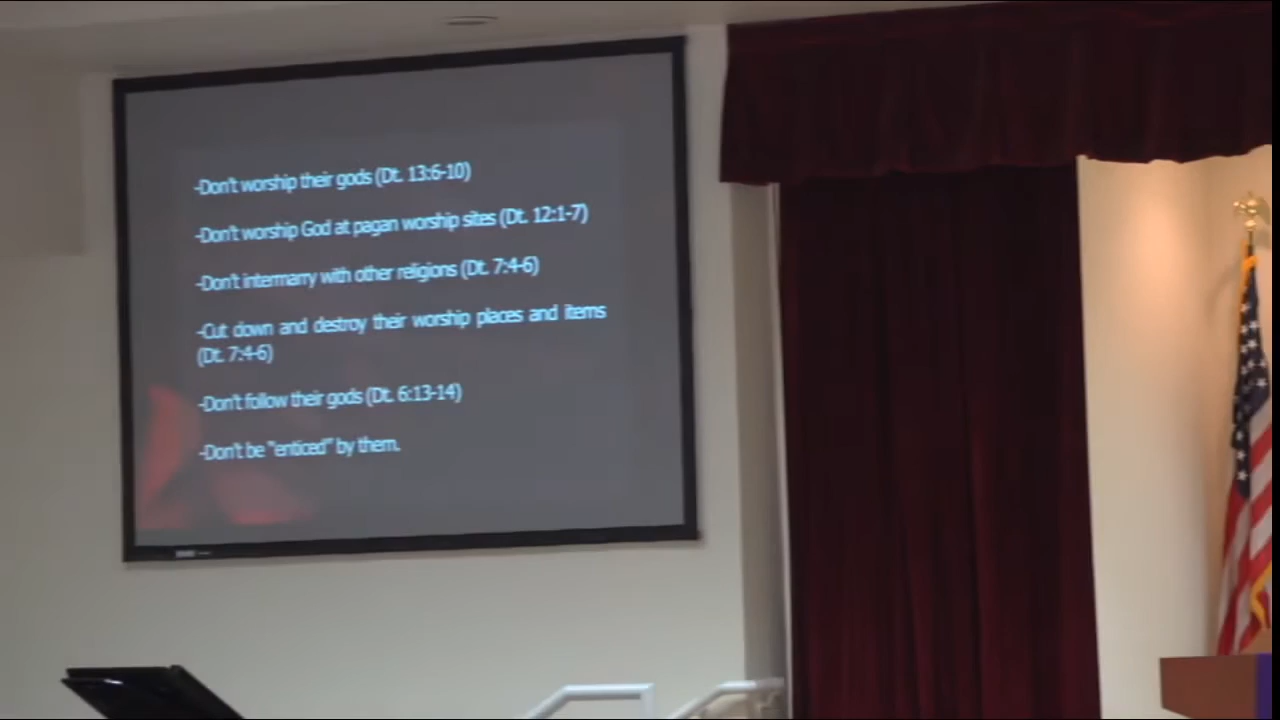 -Don't worship their gods (Dt. 13:6-10)
-Don't worship God at pagan worship sites (Dt. 12:1-7)
-Don't intermarry with other religions (Dt. 7:4-6)
-Cut down and destroy their worship places and items
(Dt. 7:4-6)
-Don't follow their gods (Dt. 6:13-14)
-Don't be "enticed" by them.